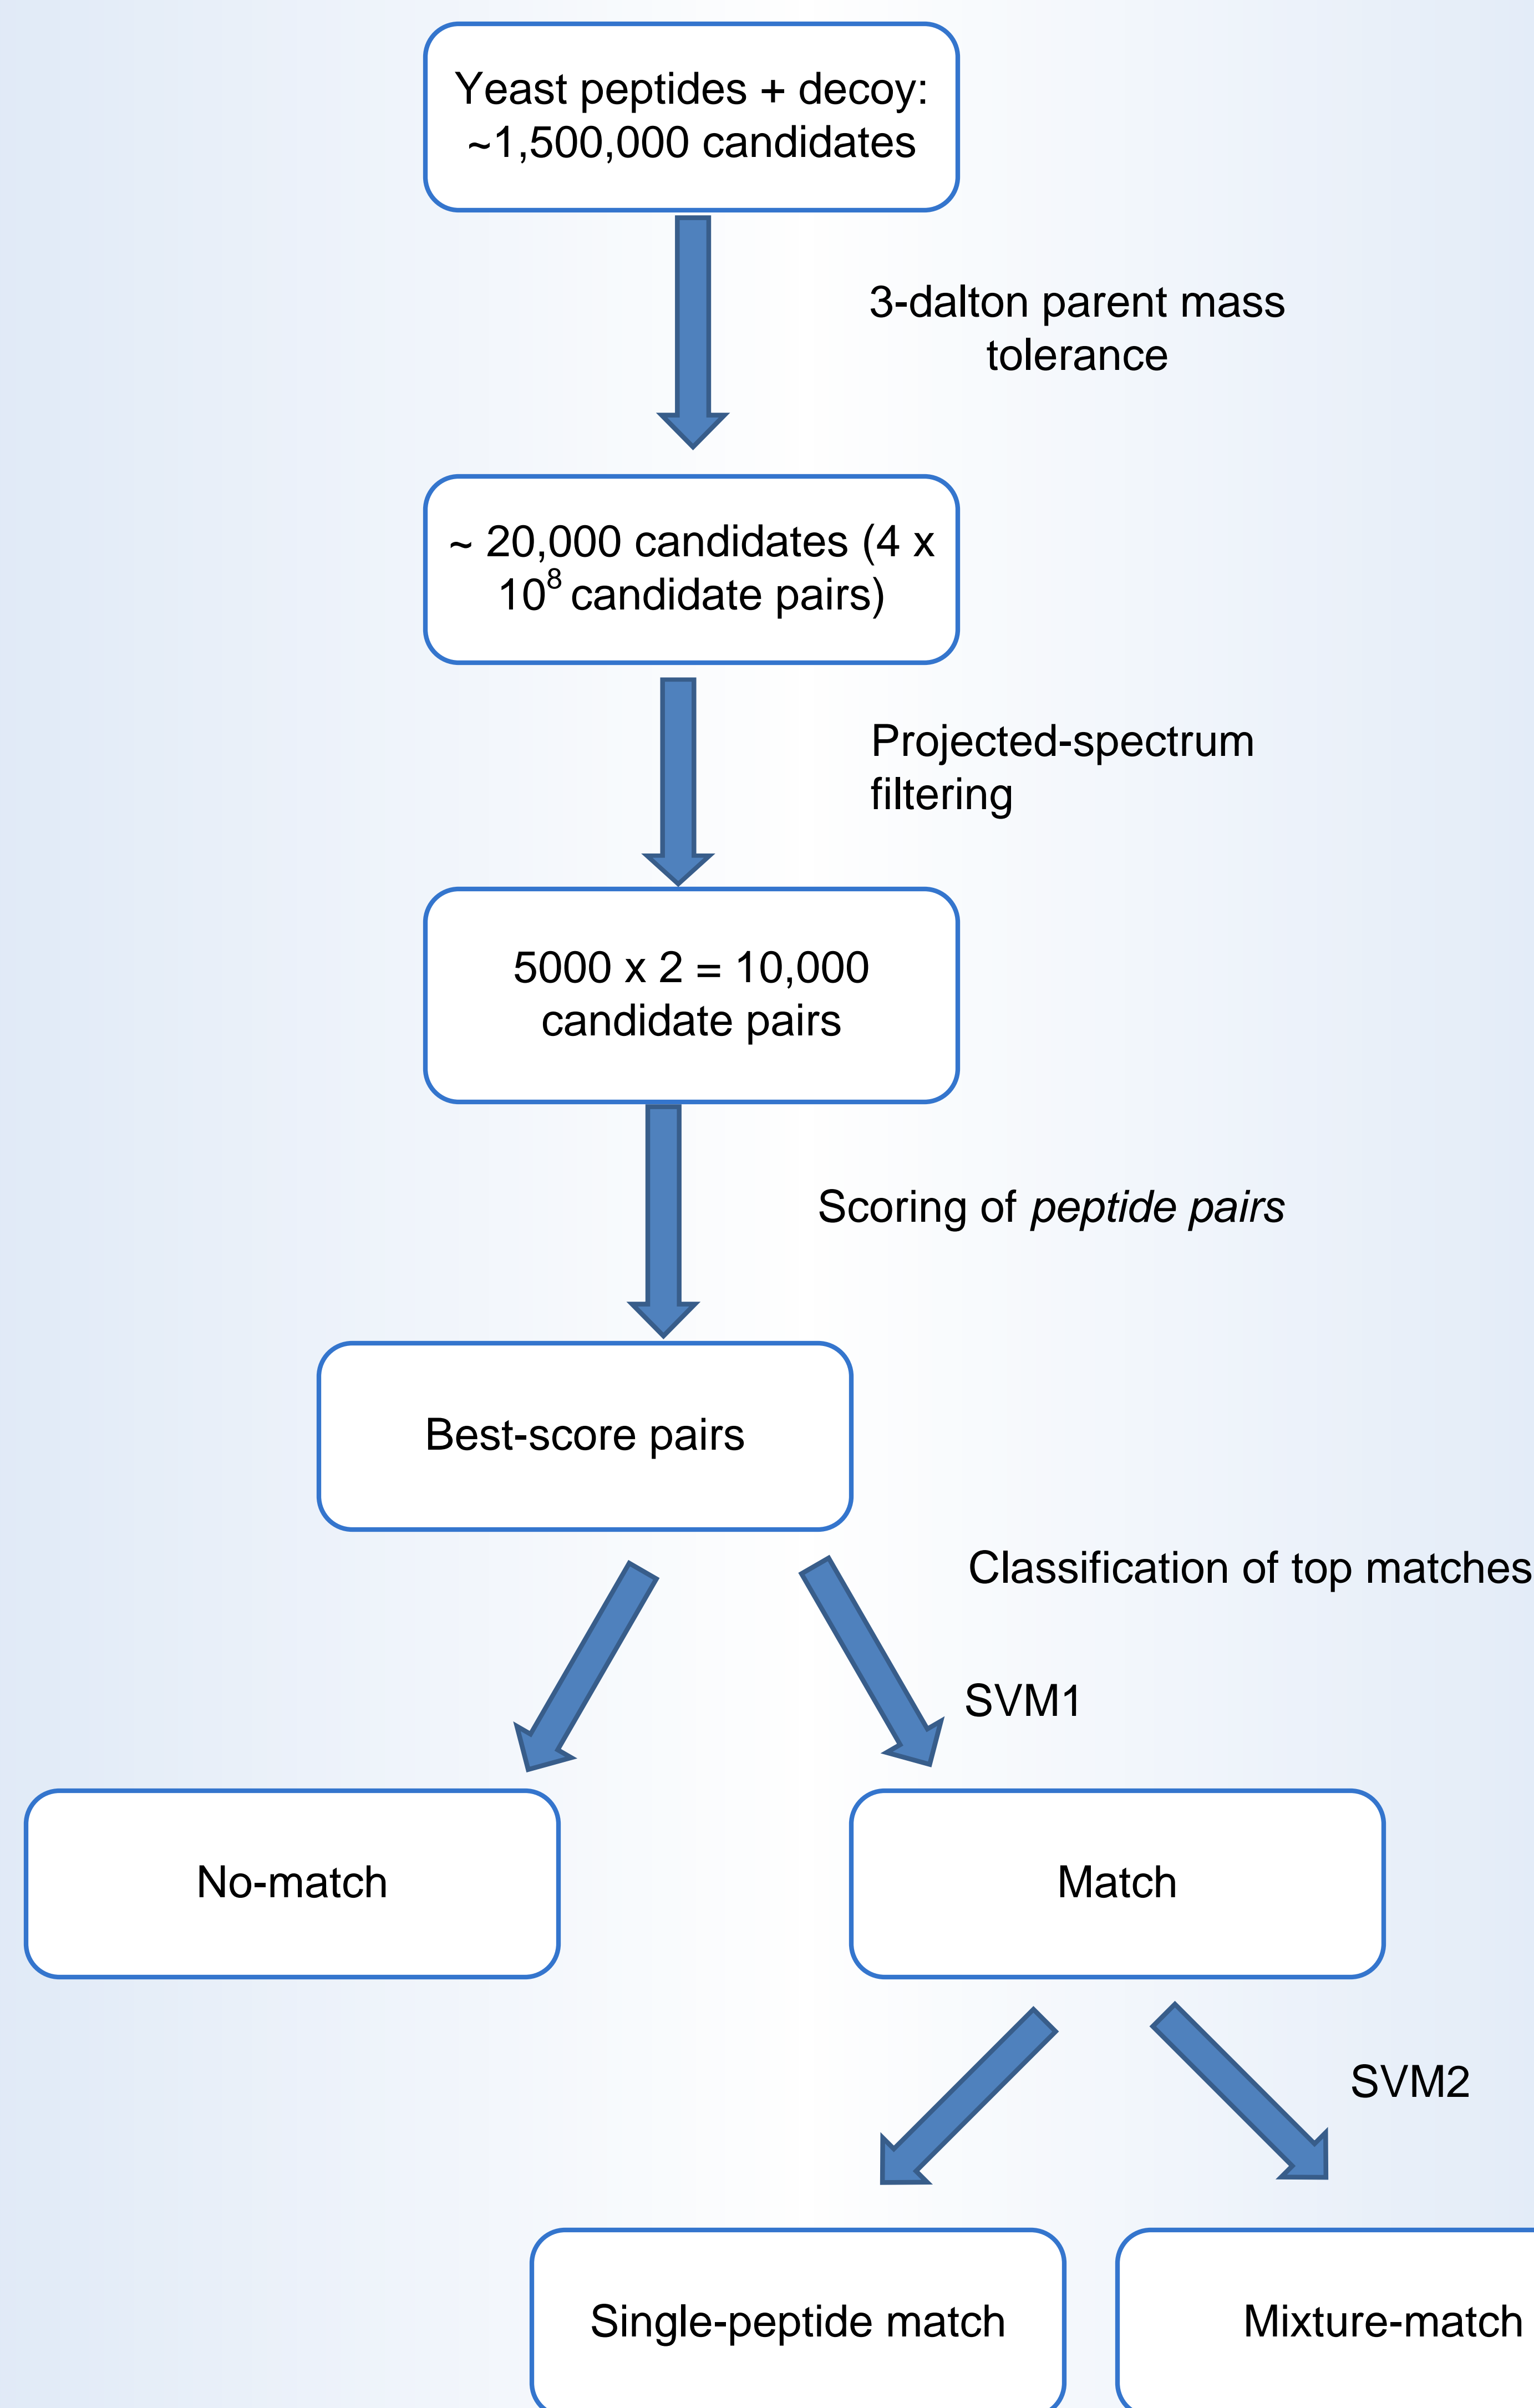 Yeast peptides + decoy:
~1,500,000 candidates
3-dalton parent mass
tolerance
~ 20,000 candidates (4 x
10⁸ candidate pairs)
Projected-spectrum
filtering
5000 x 2 = 10,000
candidate pairs
Scoring of peptide pairs
Best-score pairs
Classification of top matches
SVM1
No-match
Match
SVM2
Single-peptide match
Mixture-match